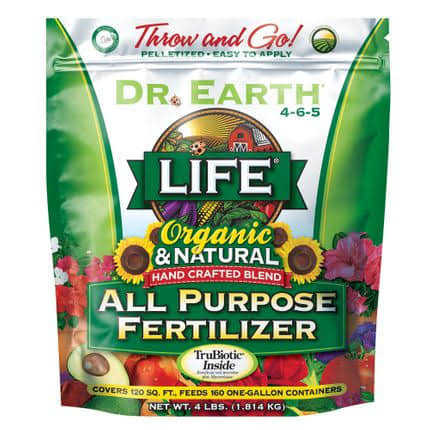 Throw and Go!
PELLETIZED • EASY TO APPLY
DR. EARTH®
4-6-5
LIFE®
Organic
& NATURAL
HAND CRAFTED BLEND
ALL PURPOSE
FERTILIZER
TruBiotic®
Inside
COVERS 120 SQ. FT., FEEDS 160 ONE-GALLON CONTAINERS
NET WT. 4 LBS. (1.814 KG)